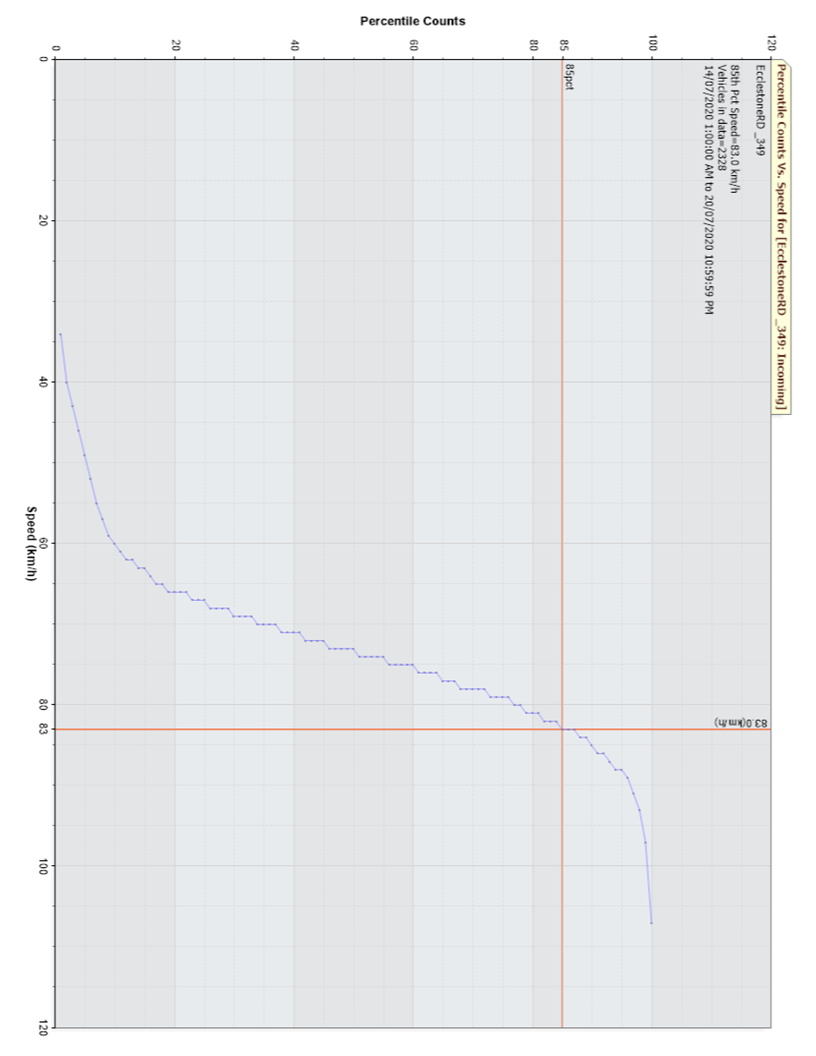 Percentile Counts Vs. Speed for [EcclestoneRD _349: Incoming]
EcclestoneRD _349
85th Pct Speed=83.0 km/h
Vehicles in data=2328
14/07/2020 1:00:00 AM to 20/07/2020 10:59:59 PM
Percentile Counts
120
100
85
80
60
40
20
0
85pct
83.0(km/h)
0
20
40
60
80
83
100
120
Speed (km/h)